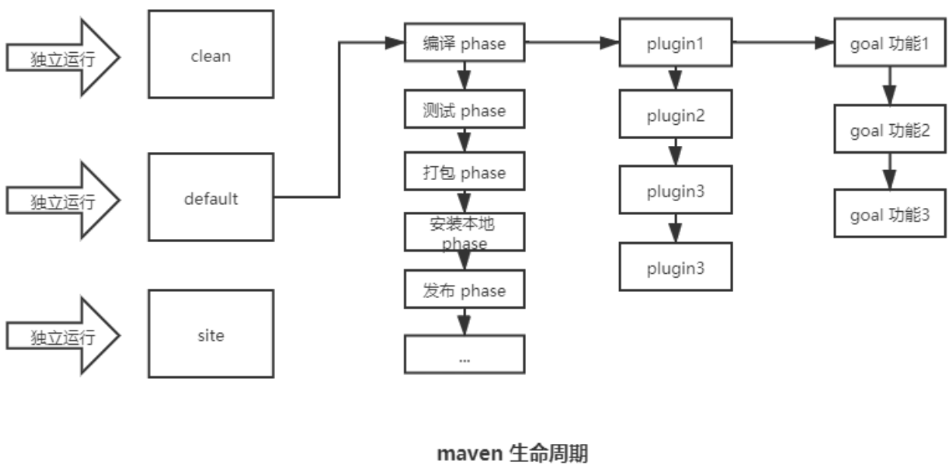 独立运行
clean
独立运行
default
独立运行
site
编译 phase
测试 phase
打包 phase
安装本地
phase
发布 phase
...
plugin1
plugin2
plugin3
plugin3
goal 功能1
goal 功能2
goal 功能3
maven 生命周期